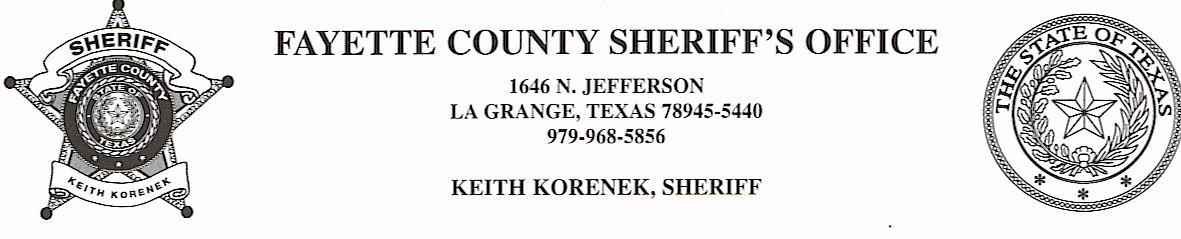 SHERIFF
FAYETTE COUNTY
STATE OF
TEXAS
KEITH KORENEK
FAYETTE COUNTY SHERIFF'S OFFICE
1646 N. JEFFERSON
LA GRANGE, TEXAS 78945-5440
979-968-5856
KEITH KORENEK, SHERIFF
THE STATE OF TEXAS